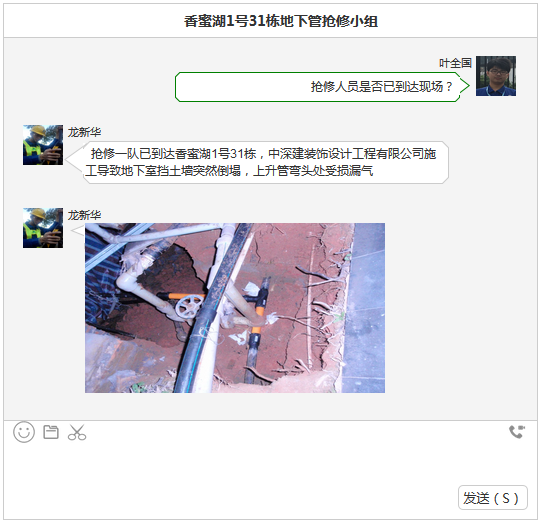 香蜜湖1号31栋地下管抢修小组
叶全国
抢修人员是否已到达现场？
龙新华
抢修一队已到达香蜜湖1号31栋，中深建装饰设计工程有限公司施
工导致地下室挡土墙突然倒塌，上升管弯头处受损漏气
龙新华
发送（S）